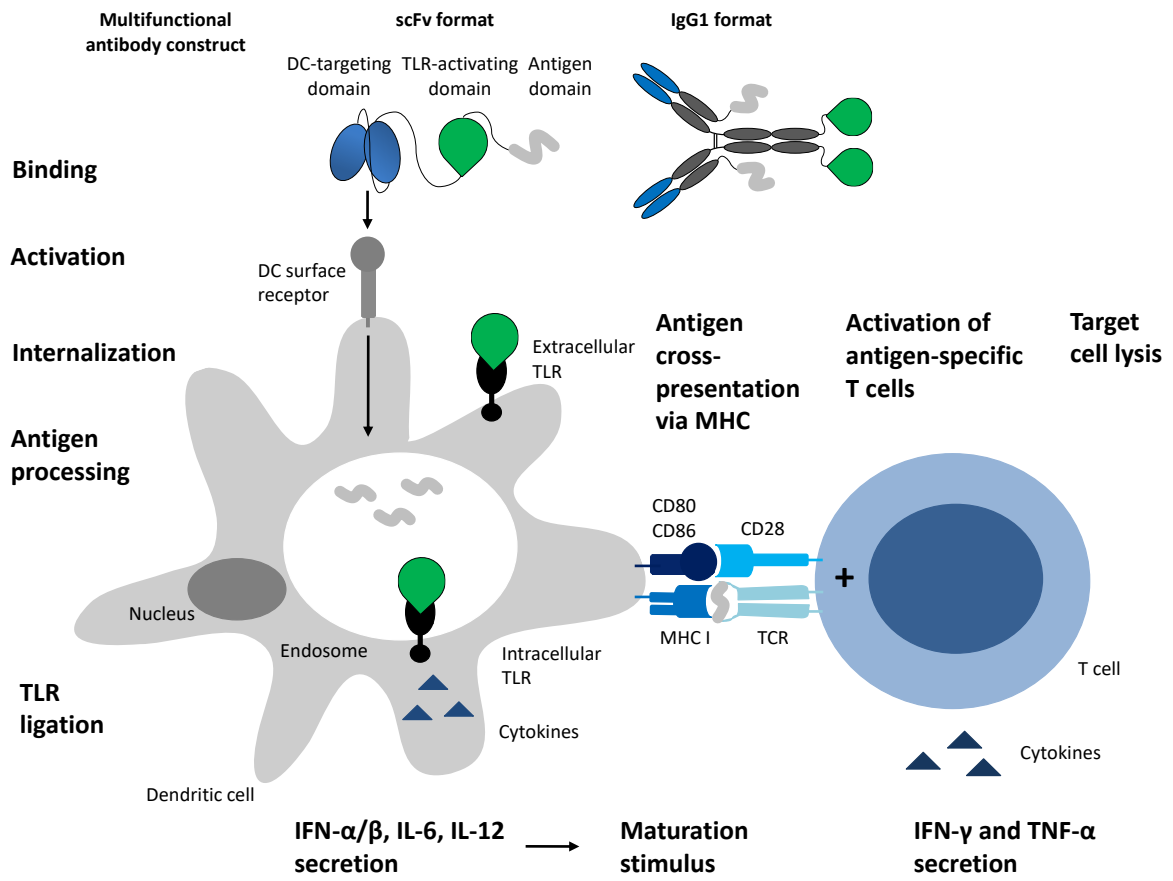 Multifunctional
antibody construct
scFv format
IgG1 format
DC-targeting
domain
TLR-activating
domain
Antigen
domain
Binding
Activation
DC surface
receptor
Internalization
Extracellular
TLR
Antigen
cross-
presentation
via MHC
Activation of
antigen-specific
T cells
Target
cell lysis
Antigen
processing
CD80
CD86
CD28
+
Nucleus
Endosome
MHC I
TCR
Intracellular
TLR
T cell
TLR
ligation
Cytokines
Cytokines
Dendritic cell
IFN-α/β, IL-6, IL-12
secretion
Maturation
stimulus
IFN-γ and TNF-α
secretion